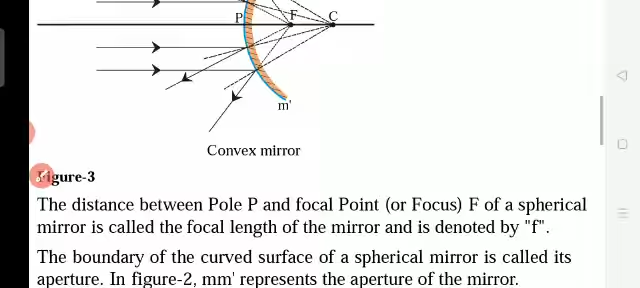 P F C
m'
Convex mirror
Figure-3
The distance between Pole P and focal Point (or Focus) F of a spherical
mirror is called the focal length of the mirror and is denoted by "f".
The boundary of the curved surface of a spherical mirror is called its
aperture. In figure-2, mm' represents the aperture of the mirror.